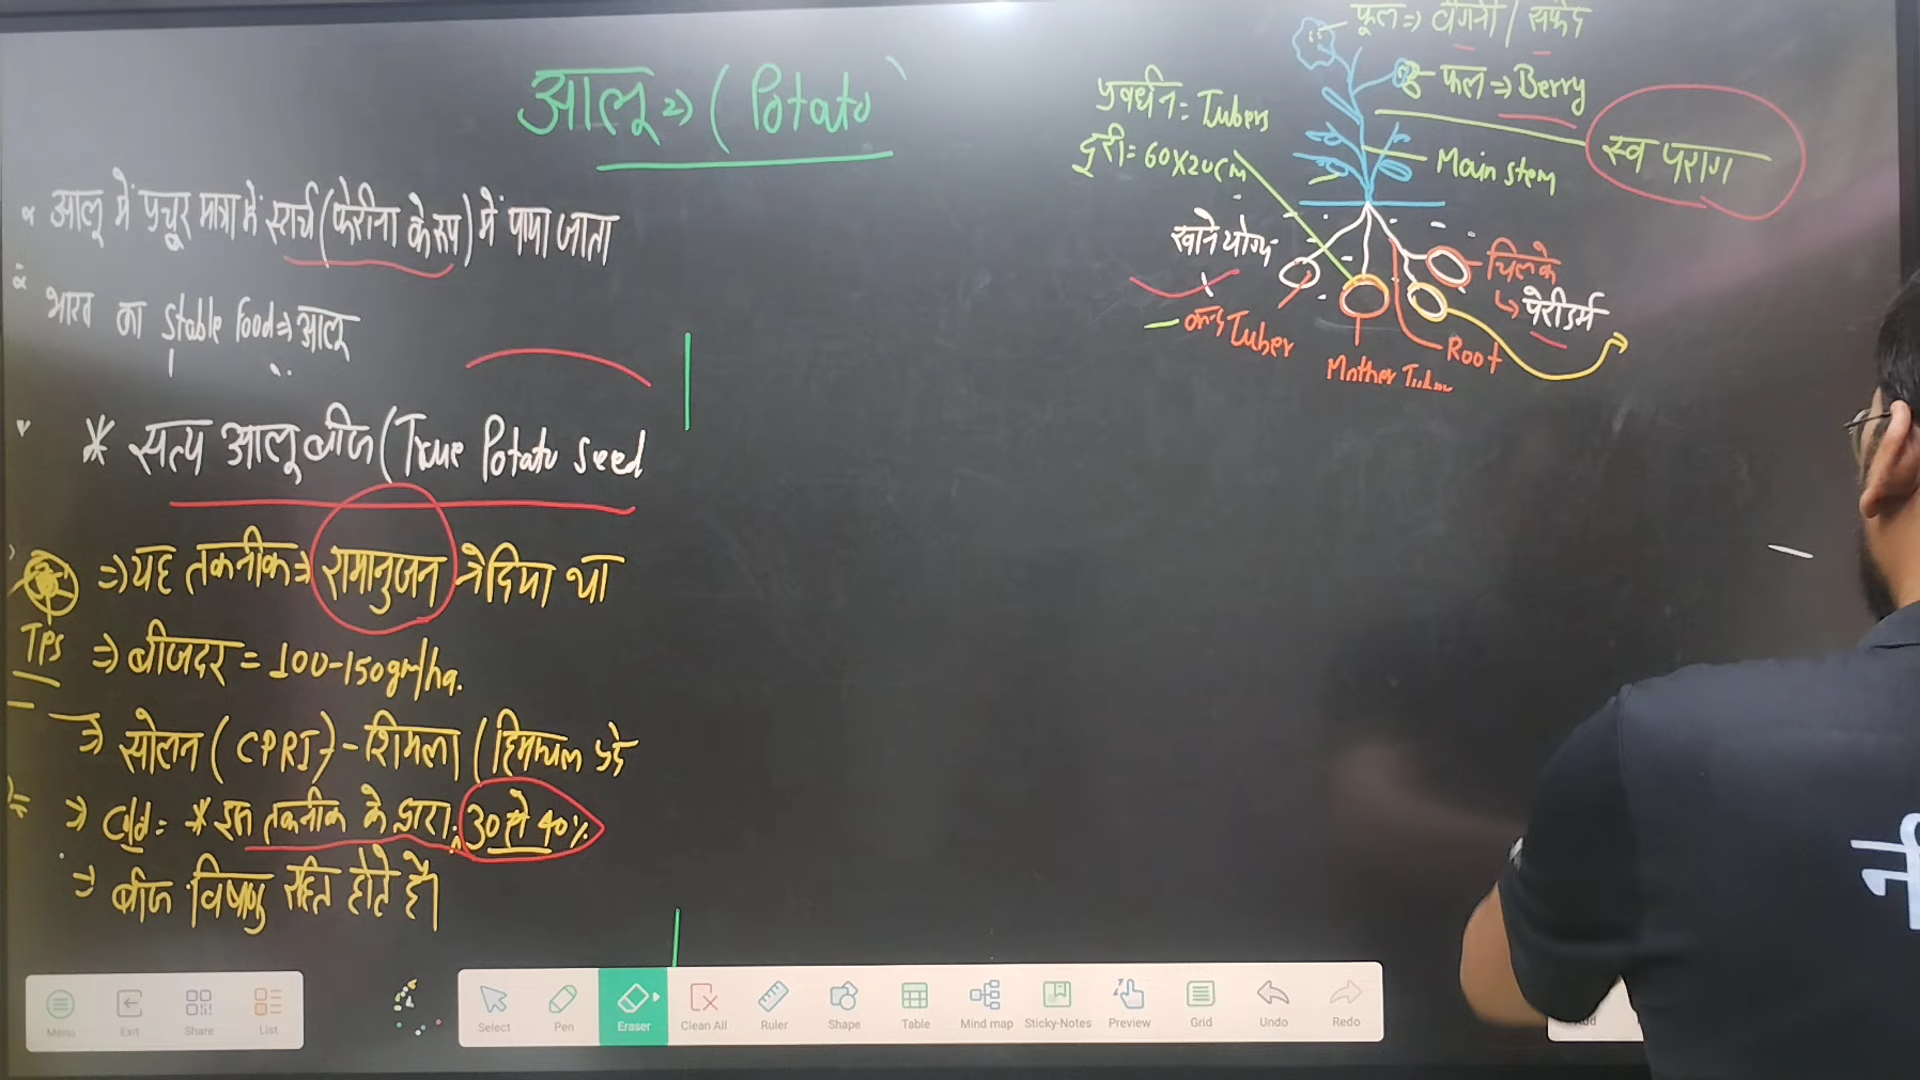 आलू ⇒ ( Potato
आलू में प्रचुर मात्रा में स्टार्च (फेरीना के रूप) में पाया जाता
भारत का Stable Food ⇒ आलू
* सत्य आलू बीज (True Potato Seed
⇒ यह तकनीक ⇒ रामानुजन ने दिया था
TPS
⇒ बीजदर = 100-150gm/ha.
⇒ सोलन (CPRI) - शिमला (हिमाचल प्रदे
⇒ * इस तकनीक के द्वारा 30 से 40%
⇒ बीज विषाणु रहित होते है।
फूल ⇒ बैंगनी / सफेद
फल ⇒ Berry
स्व पराग
प्रवर्धन = Tubers
दूरी = 60X20cm
Main stem
खाने योग्य
छिलके
↳ पेरीडर्म
Tuber
Root
Mother
Menu
Exit
Share
List
Select
Pen
Eraser
Clean All
Ruler
Shape
Table
Mind map
Sticky-Notes
Preview
Grid
Undo
Redo
नी